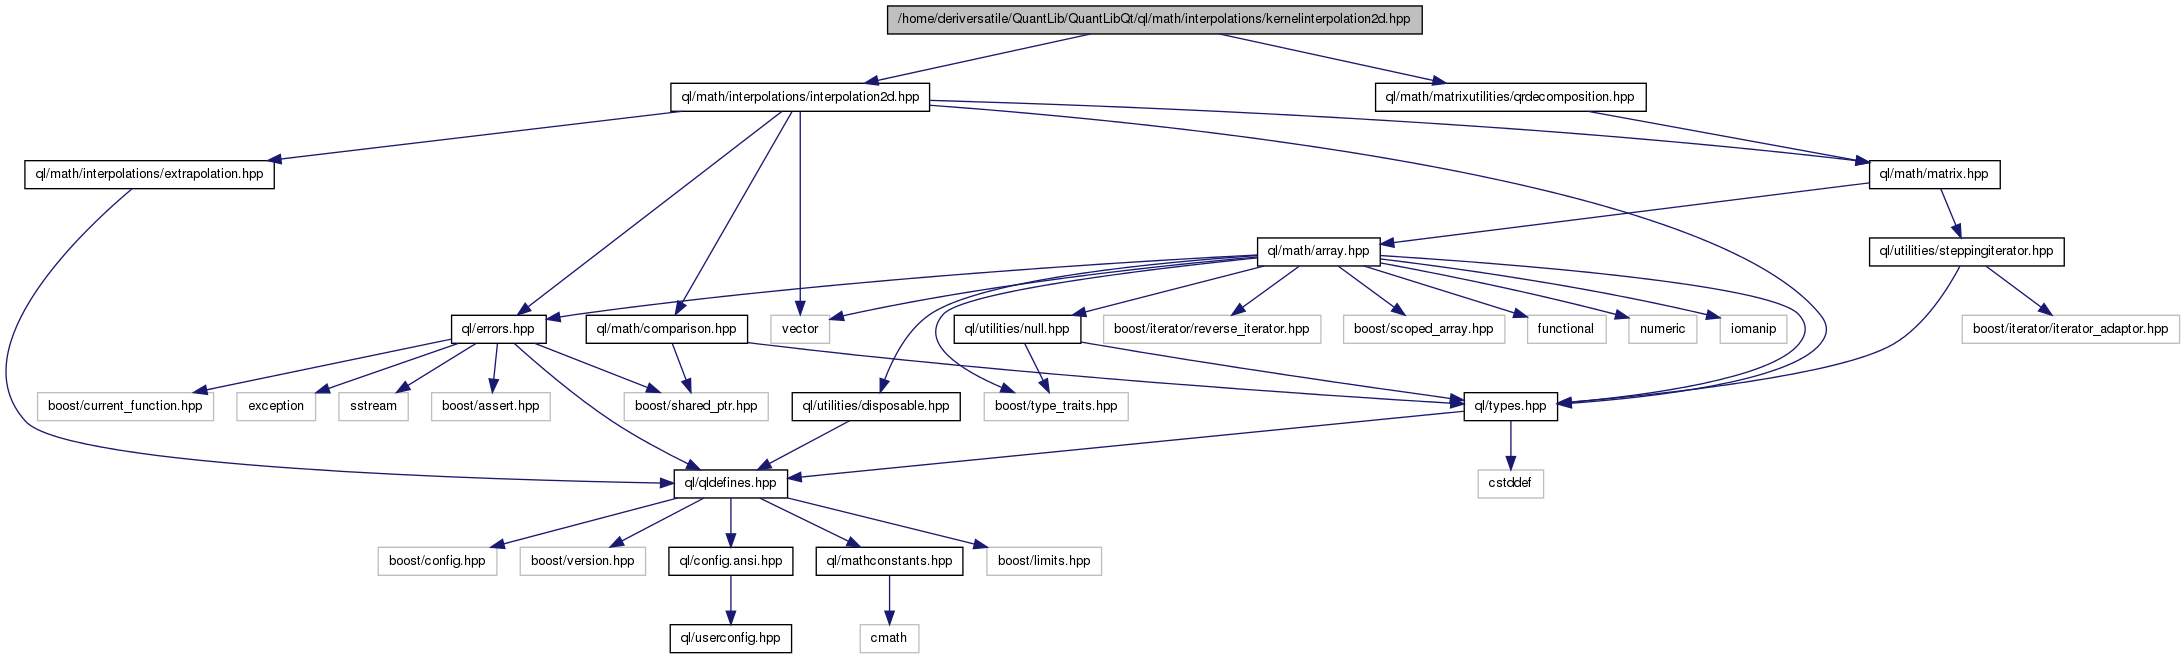 /home/deriversatile/QuantLib/QuantLibQt/ql/math/interpolations/kernelinterpolation2d.hpp
ql/math/interpolations/interpolation2d.hpp
ql/math/matrixutilities/qrdecomposition.hpp
ql/math/interpolations/extrapolation.hpp
ql/math/matrix.hpp
ql/math/array.hpp
ql/utilities/steppingiterator.hpp
ql/errors.hpp
ql/math/comparison.hpp
vector
ql/utilities/null.hpp
boost/iterator/reverse_iterator.hpp
boost/scoped_array.hpp
functional
numeric
iomanip
boost/iterator/iterator_adaptor.hpp
boost/current_function.hpp
exception
sstream
boost/assert.hpp
boost/shared_ptr.hpp
ql/utilities/disposable.hpp
boost/type_traits.hpp
ql/types.hpp
ql/qldefines.hpp
cstddef
boost/config.hpp
boost/version.hpp
ql/config.ansi.hpp
ql/mathconstants.hpp
boost/limits.hpp
ql/userconfig.hpp
cmath